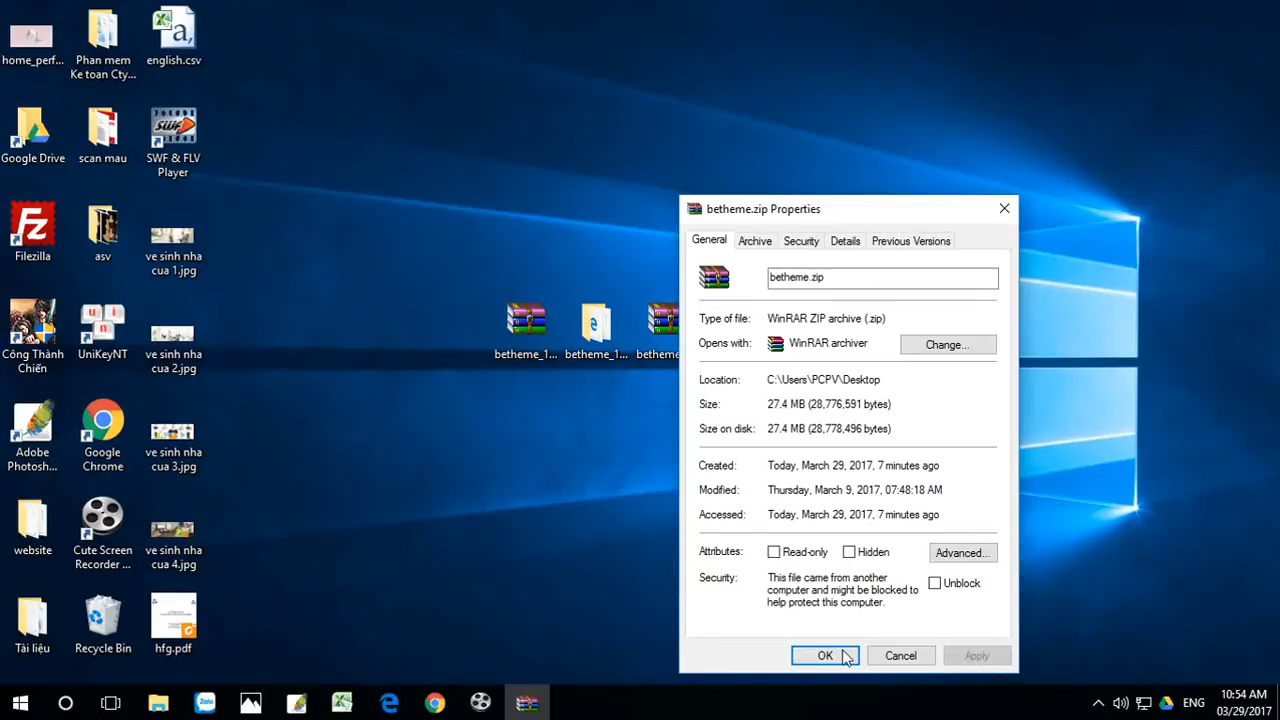 home_perf...
Phan mem
Ke toan Cty...
english.csv
Google Drive
scan mau
SWF & FLV
Player
Filezilla
asv
ve sinh nha
cua 1.jpg
Công Thành
Chiến
UniKeyNT
ve sinh nha
cua 2.jpg
Adobe
Photosh...
Google
Chrome
ve sinh nha
cua 3.jpg
website
Cute Screen
Recorder ...
ve sinh nha
cua 4.jpg
Tài liệu
Recycle Bin
hfg.pdf
betheme_1...
betheme_1...
betheme
betheme.zip Properties
General
Archive
Security
Details
Previous Versions
betheme.zip
Type of file:
WinRAR ZIP archive (.zip)
Opens with:
WinRAR archiver
Change...
Location:
C:\Users\PCPV\Desktop
Size:
27.4 MB (28,776,591 bytes)
Size on disk:
27.4 MB (28,778,496 bytes)
Created:
Today, March 29, 2017, 7 minutes ago
Modified:
Thursday, March 9, 2017, 07:48:18 AM
Accessed:
Today, March 29, 2017, 7 minutes ago
Attributes:
Read-only
Hidden
Advanced...
Security:
This file came from another
computer and might be blocked to
help protect this computer.
Unblock
OK
Cancel
Apply
Zalo
ENG
10:54 AM
03/29/2017